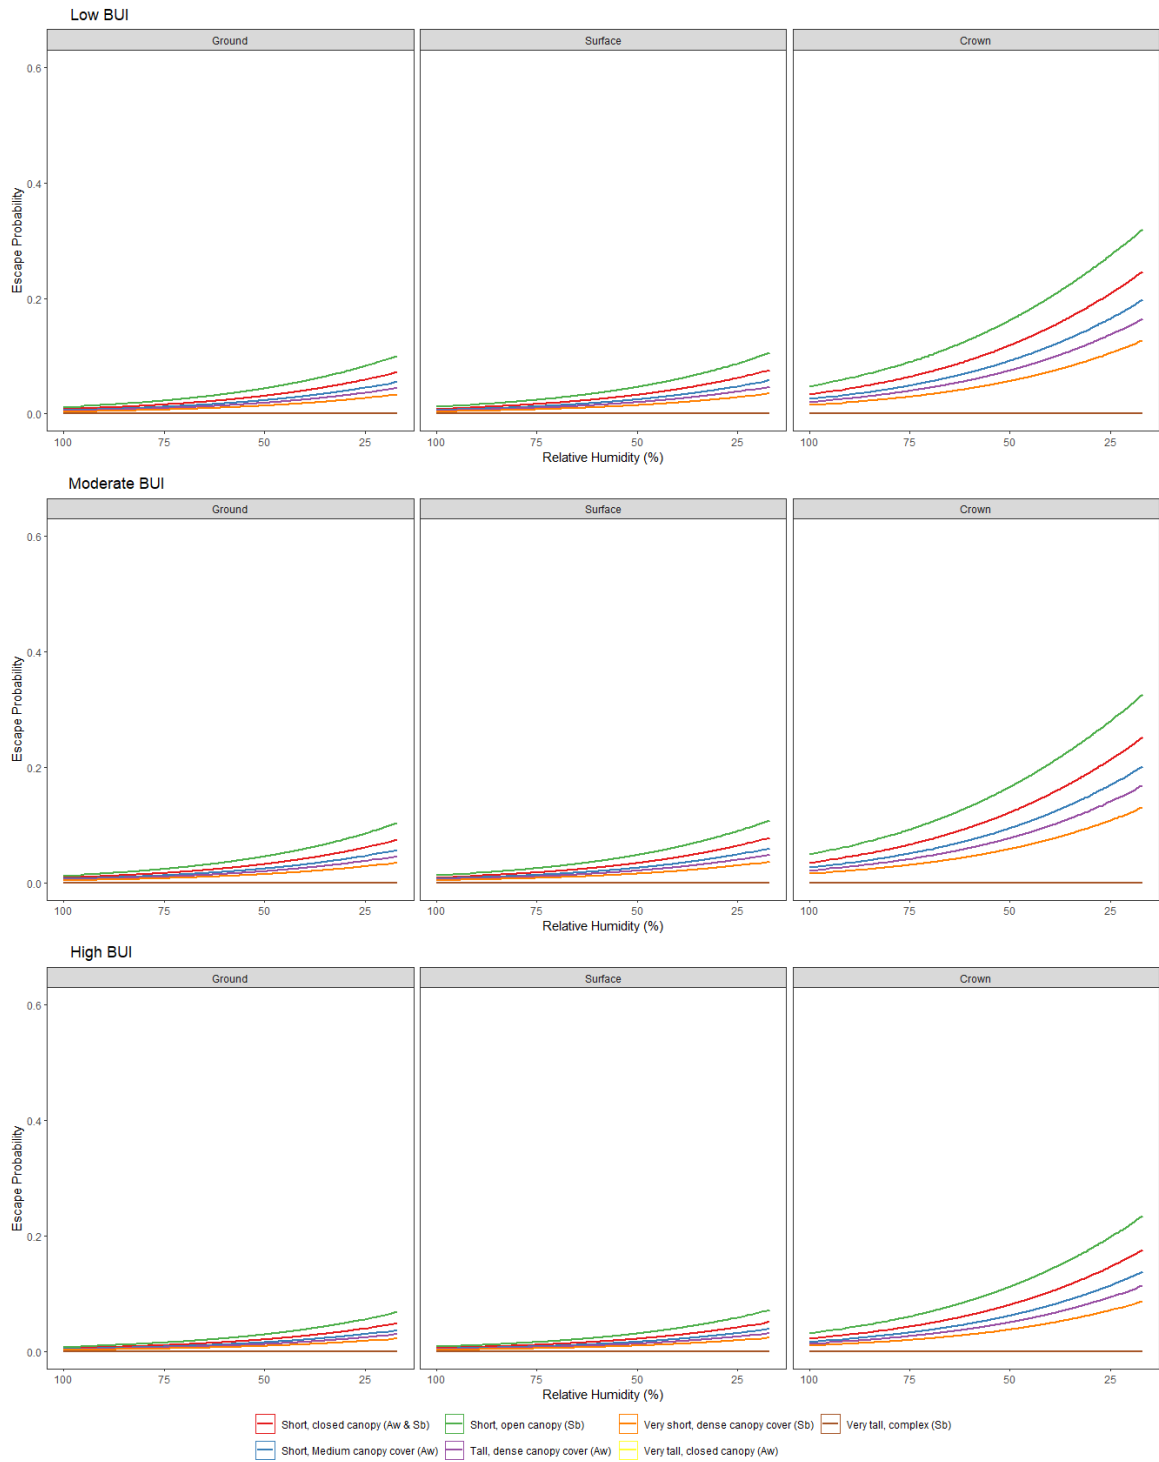 Low BUI
Ground Surface Crown
0.6
0.4
0.2
0.0
Escape Probability
100 75 50 25 100 75 50 25 100 75 50 25
Relative Humidity (%) Relative Humidity (%)
Moderate BUI
Ground Surface Crown
0.6
0.4
0.2
0.0
Escape Probability
100 75 50 25 100 75 50 25 100 75 50 25
Relative Humidity (%) Relative Humidity (%)
High BUI
Ground Surface Crown
0.6
0.4
0.2
0.0
Escape Probability
100 75 50 25 100 75 50 25 100 75 50 25
Relative Humidity (%)
Short, closed canopy (Aw & Sb) Short, open canopy (Sb) Very short, dense canopy cover (Sb) Very tall, complex (Sb)
Short, Medium canopy cover (Aw) Tall, dense canopy cover (Aw) Very tall, closed canopy (Aw)